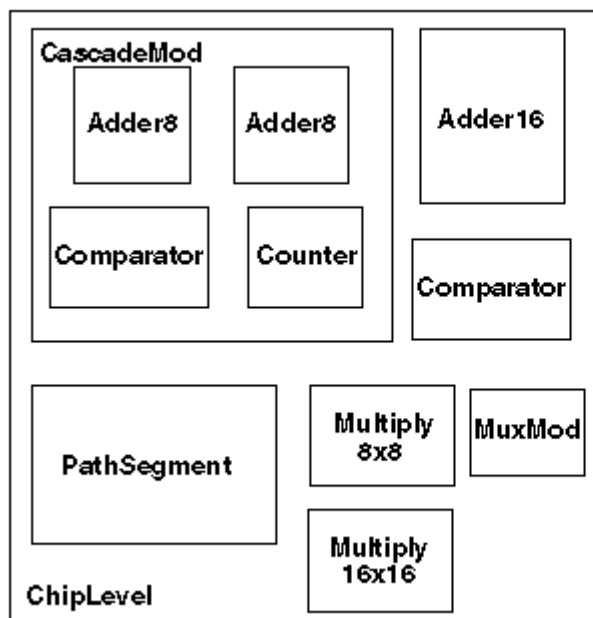 CascadeMod
Adder8
Adder8
Adder16
Comparator
Counter
Comparator
PathSegment
Multiply
8x8
MuxMod
Multiply
16x16
ChipLevel